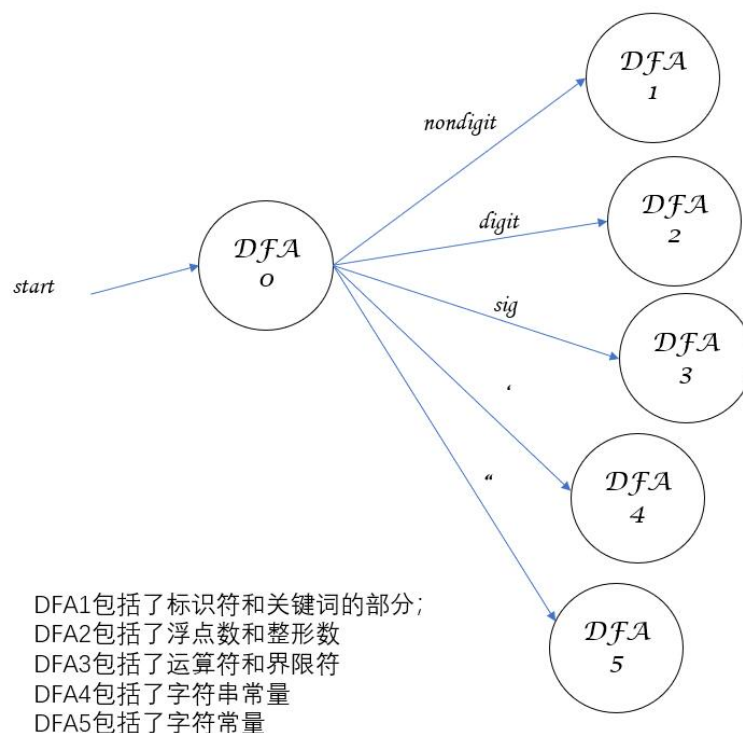 DFA
1
nondigit
DFA
0
start
digit
DFA
2
sig
DFA
3
‘
DFA
4
“
DFA
5
DFA1包括了标识符和关键词的部分；
DFA2包括了浮点数和整形数
DFA3包括了运算符和界限符
DFA4包括了字符串常量
DFA5包括了字符常量